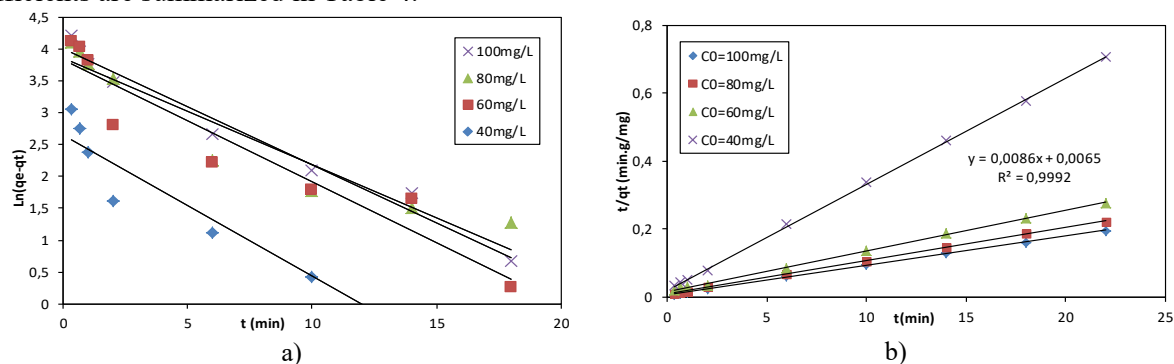 4,5
4
3,5
3
2,5
2
1,5
1
0,5
0
Ln(qe-qt)
100mg/L
80mg/L
60mg/L
40mg/L
0 5 10 15 20
t (min)
a)
0,8
0,6
0,4
0,2
0
t/qt (min.g/mg)
C0=100mg/L
C0=80mg/L
C0=60mg/L
C0=40mg/L
y = 0,0086x + 0,0065
R² = 0,9992
0 5 10 15 20 25
t(min)
b)